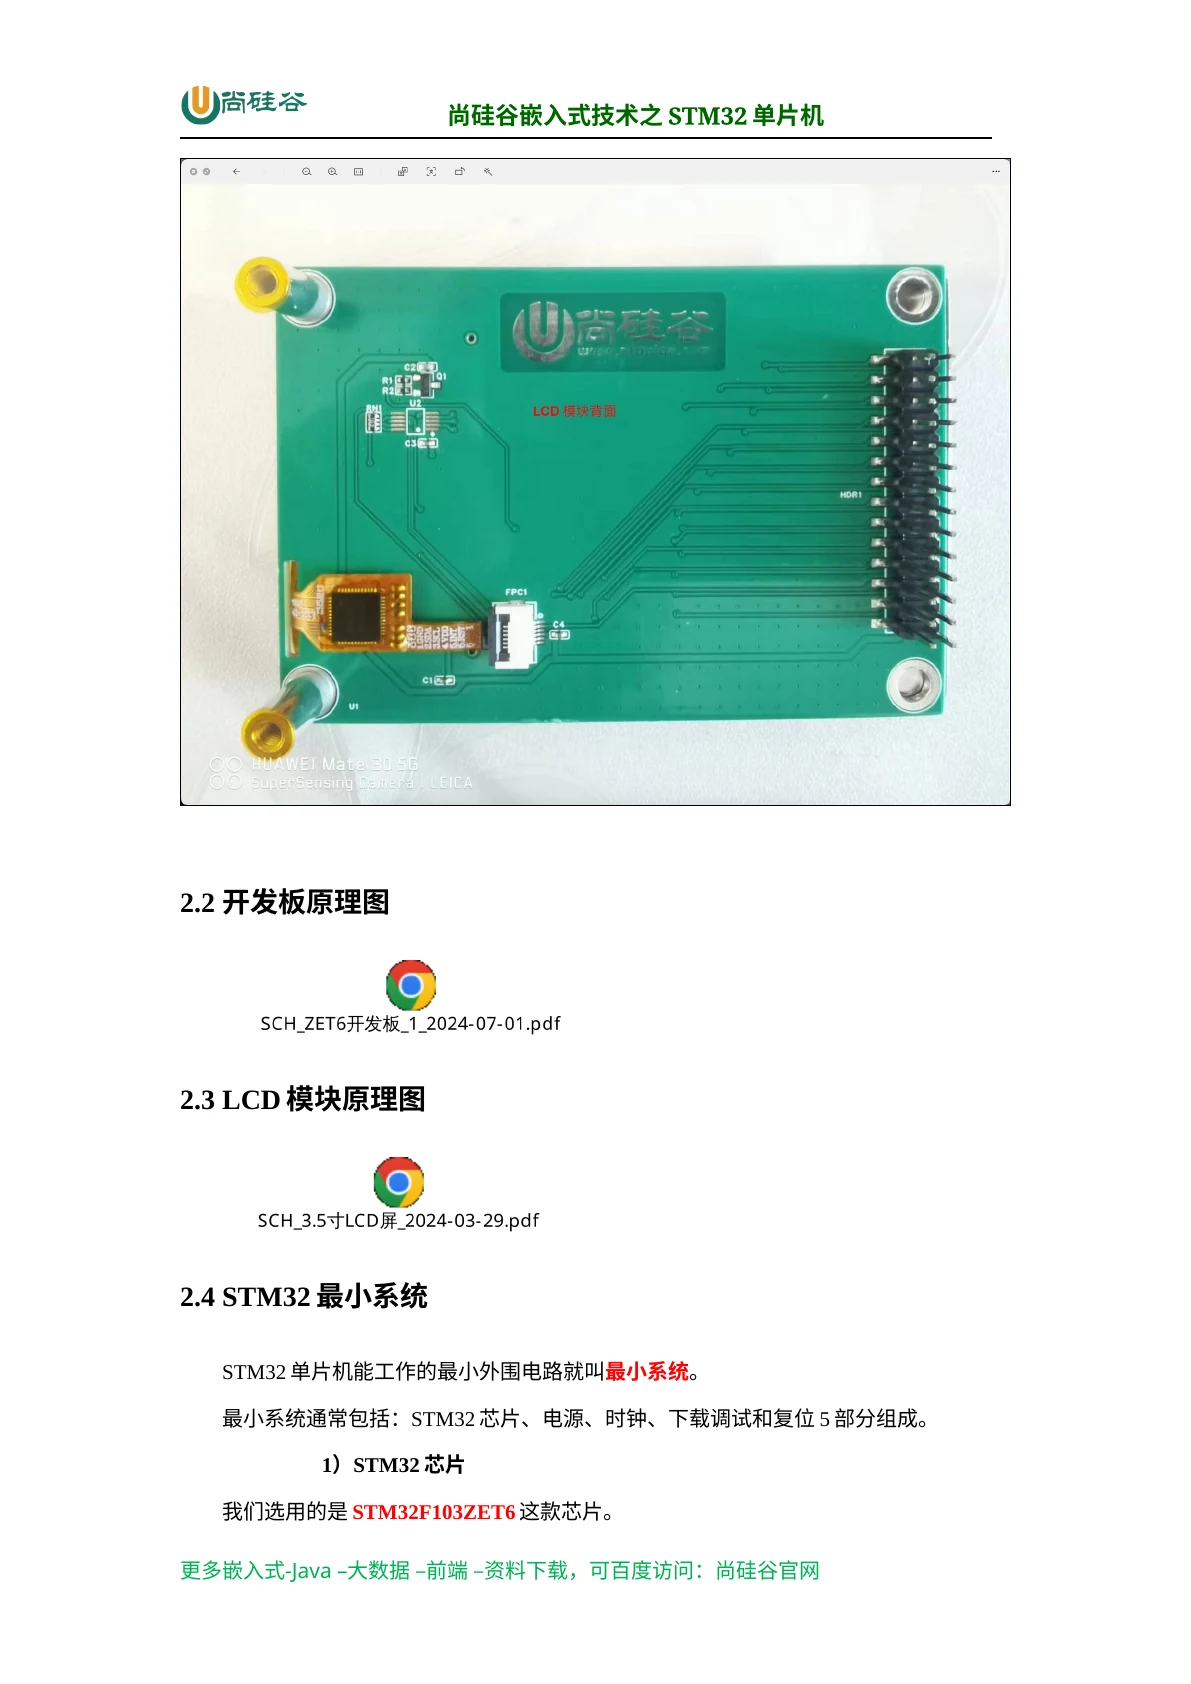 尚硅谷
尚硅谷嵌入式技术之 STM32 单片机
尚硅谷
C2
R1
Q1
R2
U2
RN1
LCD 模块背面
C3
HDR1
FPC1
C4
C1
U1
HUAWEI Mate 30 5G
SuperSensing Camera | LEICA
2.2 开发板原理图
SCH_ZET6开发板_1_2024-07-01.pdf
2.3 LCD 模块原理图
SCH_3.5寸LCD屏_2024-03-29.pdf
2.4 STM32 最小系统
STM32 单片机能工作的最小外围电路就叫最小系统。
最小系统通常包括：STM32 芯片、电源、时钟、下载调试和复位 5 部分组成。
1）STM32 芯片
我们选用的是 STM32F103ZET6 这款芯片。
更多嵌入式-Java –大数据 –前端 –资料下载，可百度访问：尚硅谷官网